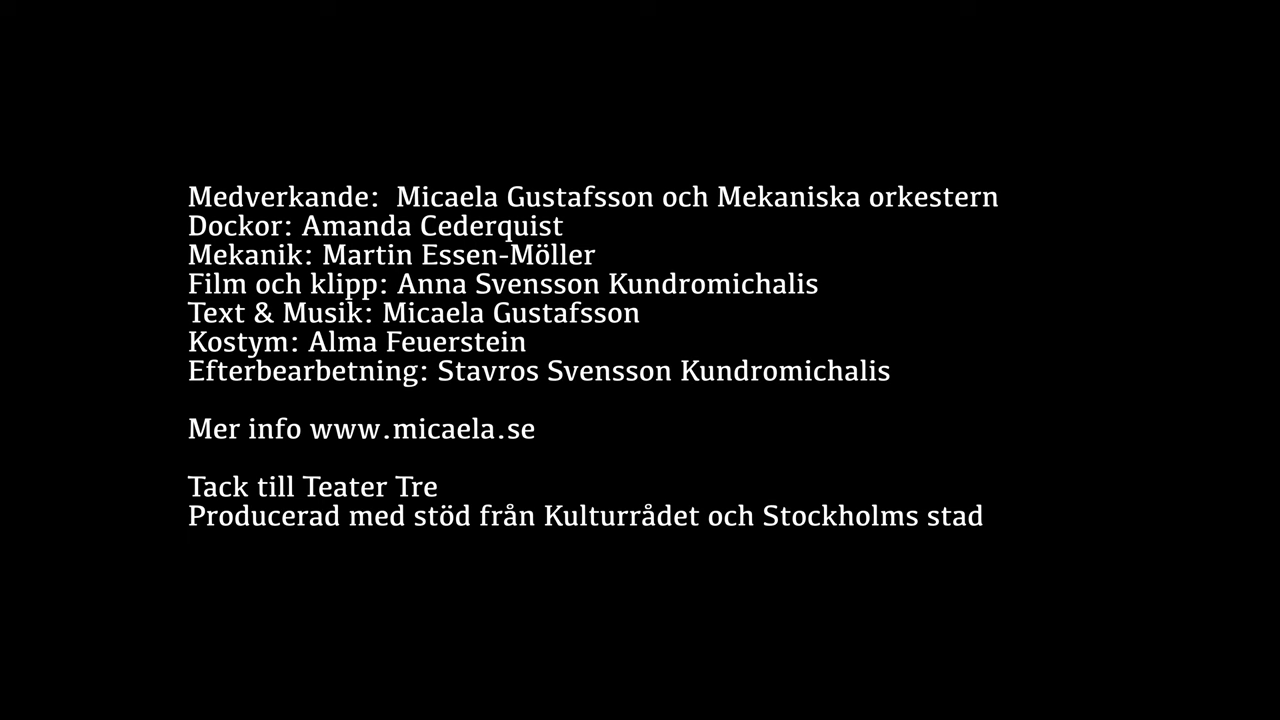 Medverkande:  Micaela Gustafsson och Mekaniska orkestern
Dockor: Amanda Cederquist
Mekanik: Martin Essen-Möller
Film och klipp: Anna Svensson Kundromichalis
Text & Musik: Micaela Gustafsson
Kostym: Alma Feuerstein
Efterbearbetning: Stavros Svensson Kundromichalis
Mer info www.micaela.se
Tack till Teater Tre
Producerad med stöd från Kulturrådet och Stockholms stad